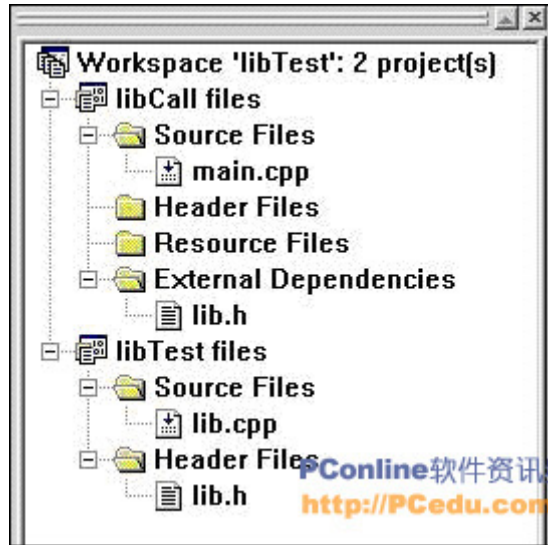 Workspace 'libTest': 2 project(s)
libCall files
Source Files
main.cpp
Header Files
Resource Files
External Dependencies
lib.h
libTest files
Source Files
lib.cpp
Header Files
lib.h
PConline软件资讯
http://PCedu.com